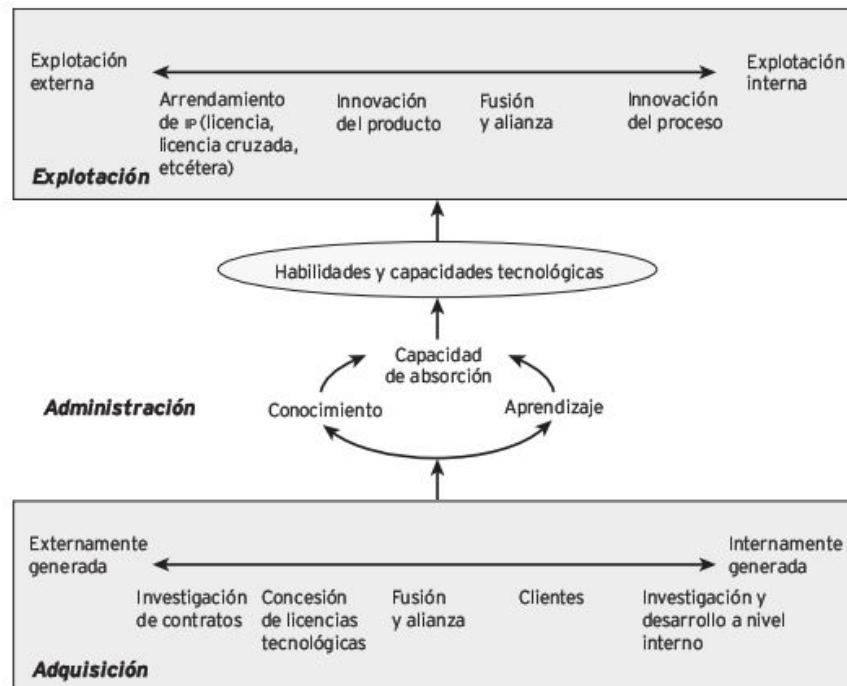 Explotación
externa
Explotación
interna
Arrendamiento
de IP (licencia,
licencia cruzada,
etcétera)
Innovación
del producto
Fusión
y alianza
Innovación
del proceso
Explotación
Habilidades y capacidades tecnológicas
Capacidad
de absorción
Administración
Conocimiento
Aprendizaje
Externamente
generada
Internamente
generada
Investigación
de contratos
Concesión
de licencias
tecnológicas
Fusión
y alianza
Clientes
Investigación y
desarrollo a nivel
interno
Adquisición